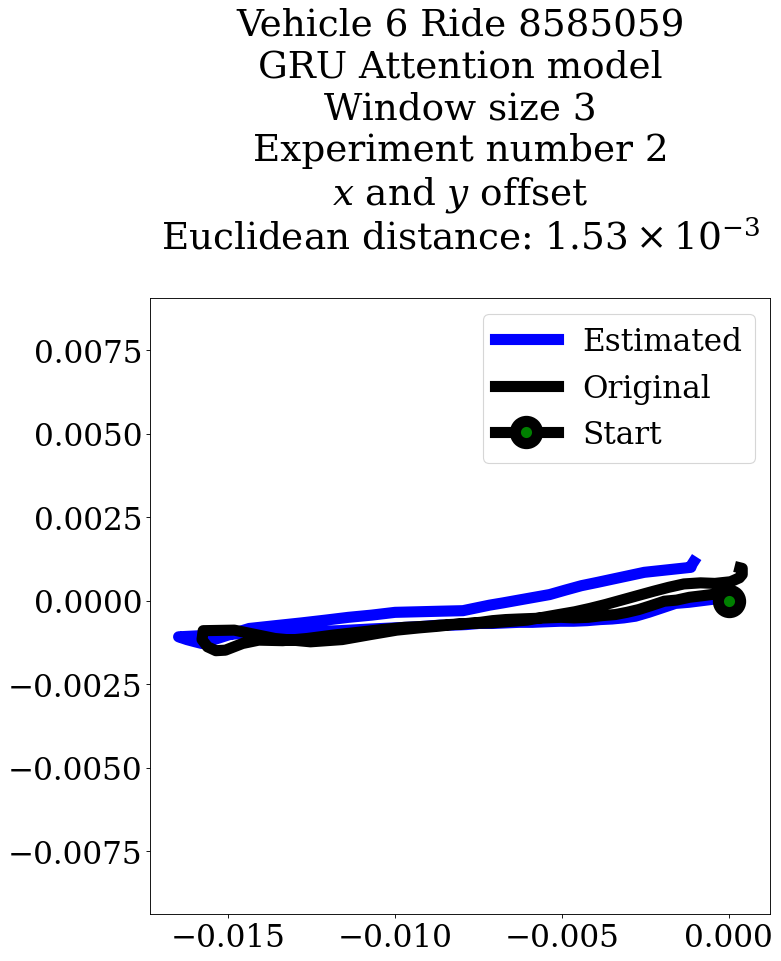 Vehicle 6 Ride 8585059
GRU Attention model
Window size 3
Experiment number 2
x and y offset
Euclidean distance: 1.53 × 10⁻³
Estimated
Original
Start
0.0075
0.0050
0.0025
0.0000
−0.0025
−0.0050
−0.0075
−0.015 −0.010 −0.005 0.000